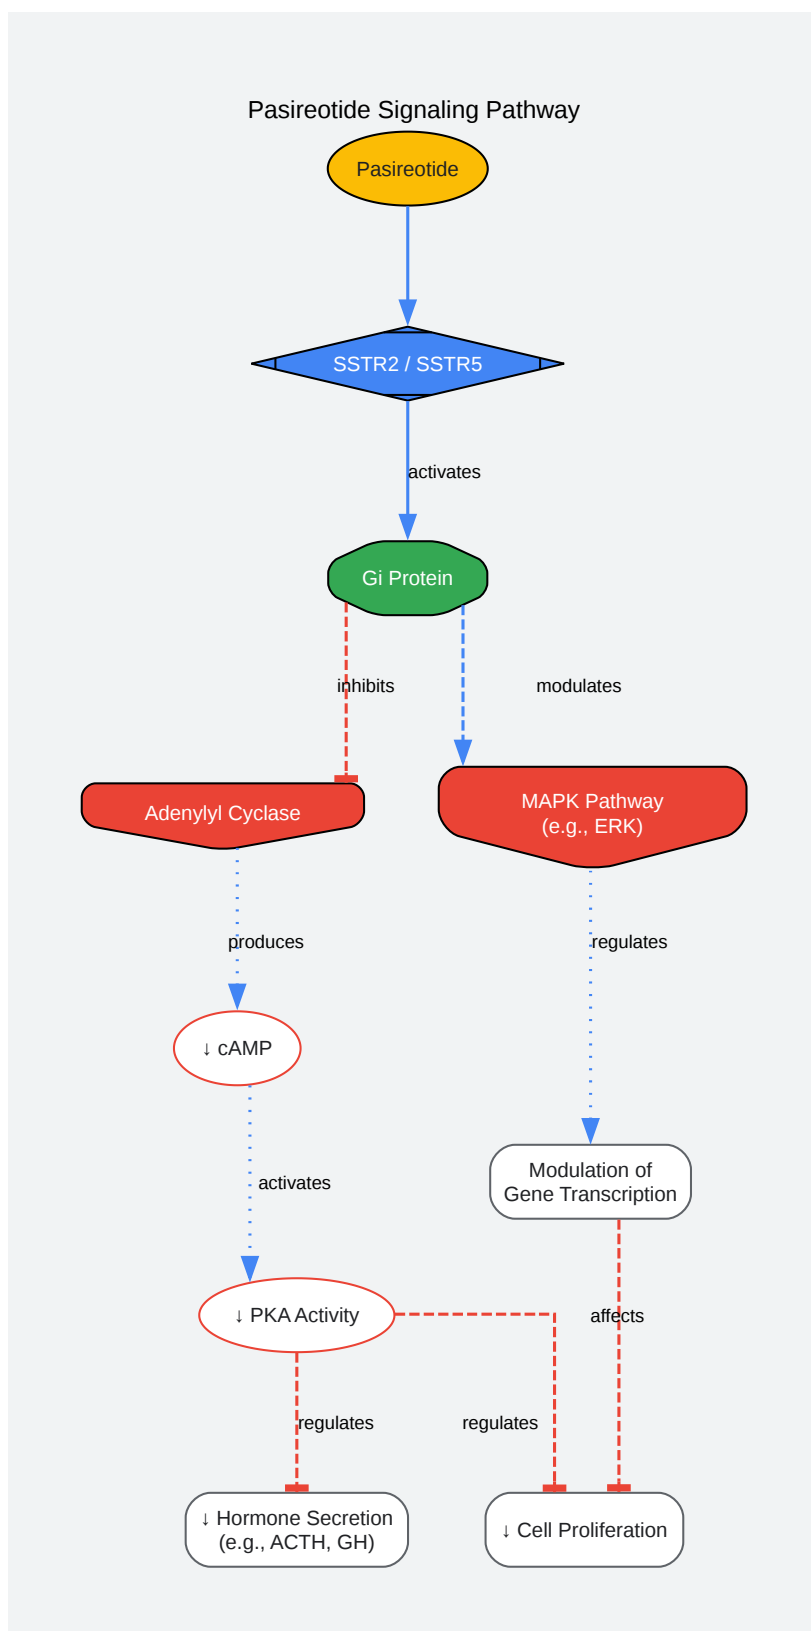 Pasireotide Signaling Pathway
Pasireotide
SSTR2 / SSTR5
activates
Gi Protein
inhibits
modulates
Adenylyl Cyclase
MAPK Pathway
(e.g., ERK)
produces
regulates
↓ cAMP
activates
Modulation of
Gene Transcription
↓ PKA Activity
affects
regulates
regulates
↓ Hormone Secretion
(e.g., ACTH, GH)
↓ Cell Proliferation